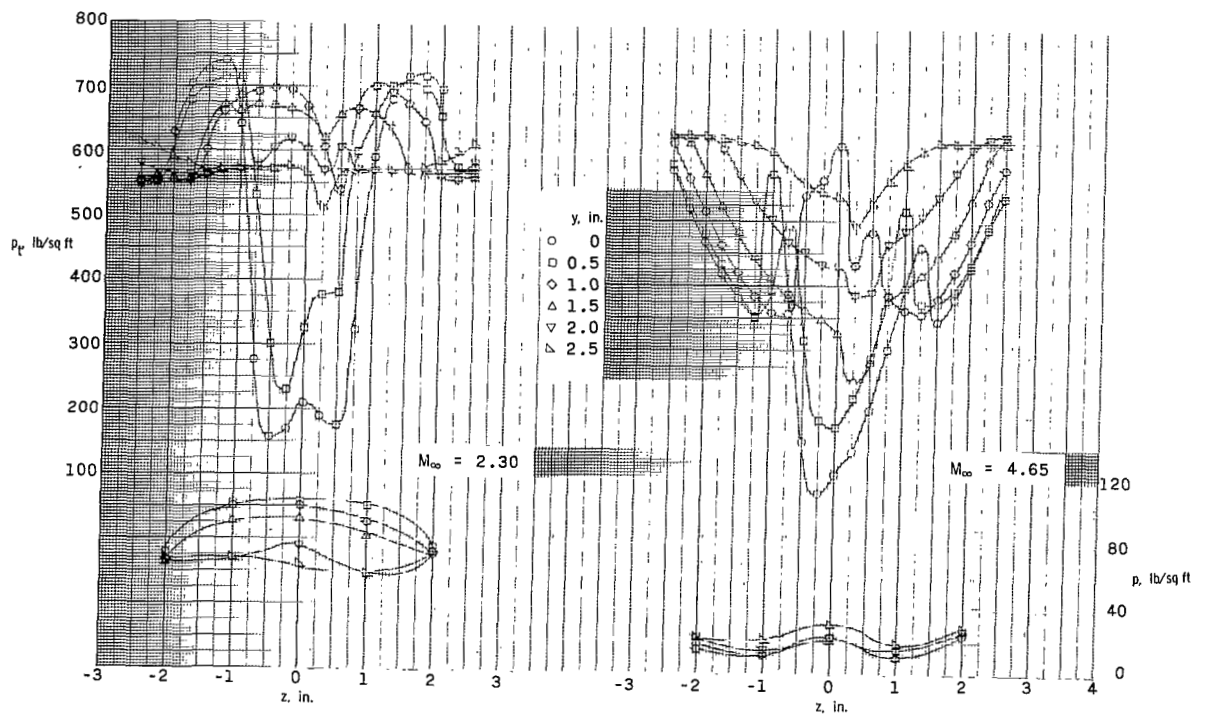 800
700
600
500
400
300
200
100
pt, lb/sq ft
y, in.
0
0.5
1.0
1.5
2.0
2.5
M∞ = 2.30
M∞ = 4.65
120
80
40
0
p, lb/sq ft
-3 -2 -1 0 1 2 3
z, in.
-3 -2 -1 0 1 2 3 4
z, in.